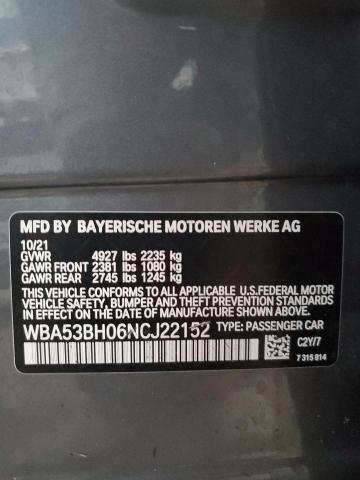 MFD BY BAYERISCHE MOTOREN WERKE AG
10/21
GVWR 4927 lbs 2235 kg
GAWR FRONT 2381 lbs 1080 kg
GAWR REAR 2745 lbs 1245 kg
THIS VEHICLE CONFORMS TO ALL APPLICABLE U.S.FEDERAL MOTOR
VEHICLE SAFETY, BUMPER AND THEFT PREVENTION STANDARDS
IN EFFECT ON THE DATE OF MANUFACTURE SHOWN ABOVE.
WBA53BH06NCJ22152 TYPE: PASSENGER CAR
C2Y/7
7 315 814